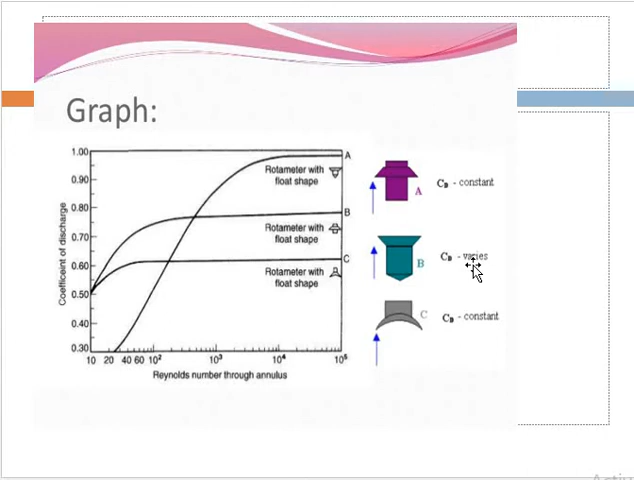 Graph:
1.00
0.90
0.80
0.70
0.60
0.50
0.40
0.30
Coefficient of discharge
10 20 40 60 10² 10³ 10⁴ 10⁵
Reynolds number through annulus
A
Rotameter with
float shape
B
Rotameter with
float shape
C
Rotameter with
float shape
A
C_D - constant
B
C_D - varies
C
C_D - constant